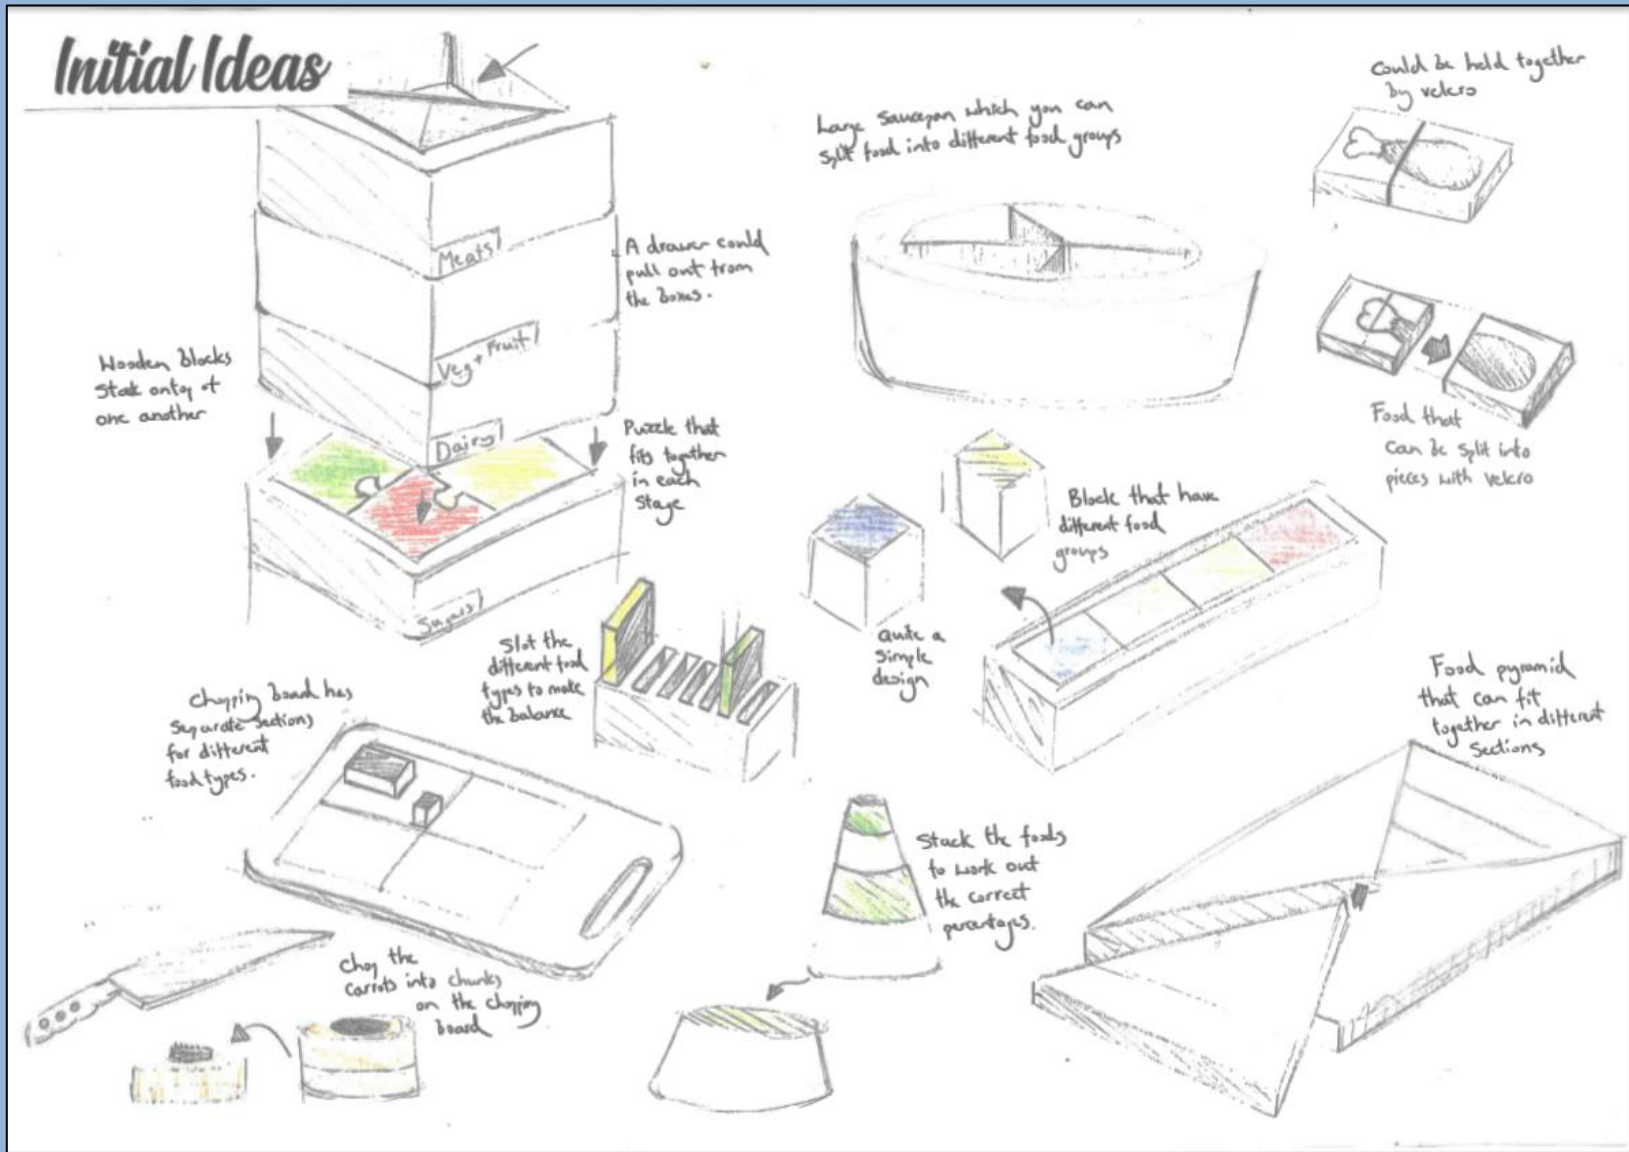 Initial Ideas
Meats
Veg + Fruit
Dairy
Sugars
A drawer could
pull out from
the boxes.
Wooden blocks
Stack ontop of
one another
Puzzle that
fits together
in each
stage
Large Saucepan which you can
split food into different food groups
Could be held together
by velcro
Food that
can be split into
pieces with velcro
Block that have
different food
groups
Quite a
simple
design
Slot the
different food
types to make
the balance
Chopping board has
separate sections
for different
food types.
Food pyramid
that can fit
together in different
sections
Stack the foods
to work out
the correct
percentages.
Chop the
carrots into chunks
on the chopping
board